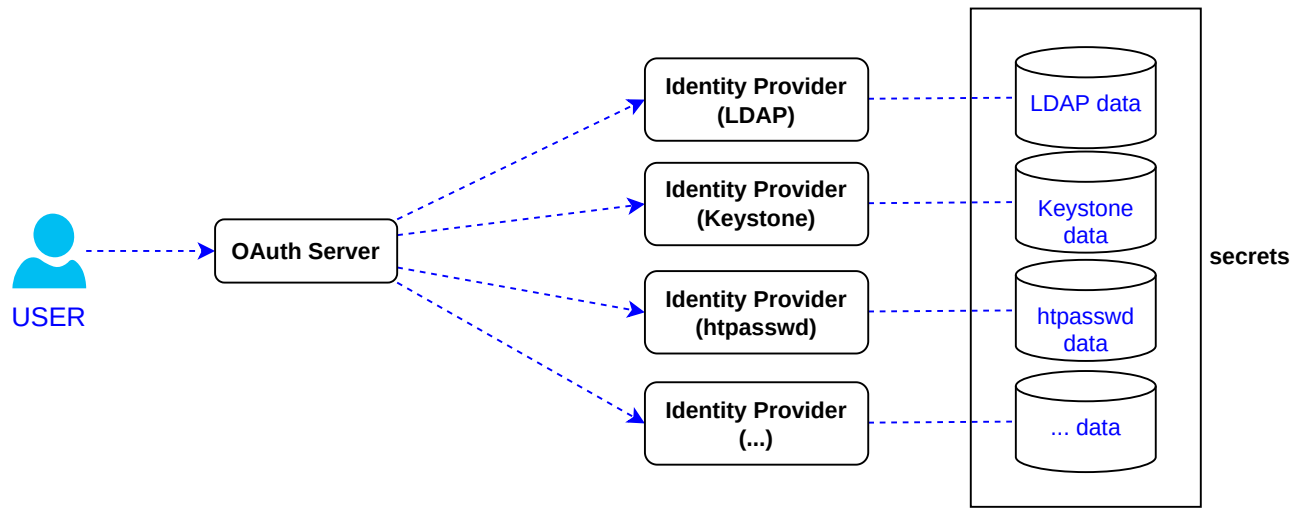 USER
OAuth Server
Identity Provider
(LDAP)
Identity Provider
(Keystone)
Identity Provider
(htpasswd)
Identity Provider
(...)
LDAP data
Keystone
data
htpasswd
data
... data
secrets